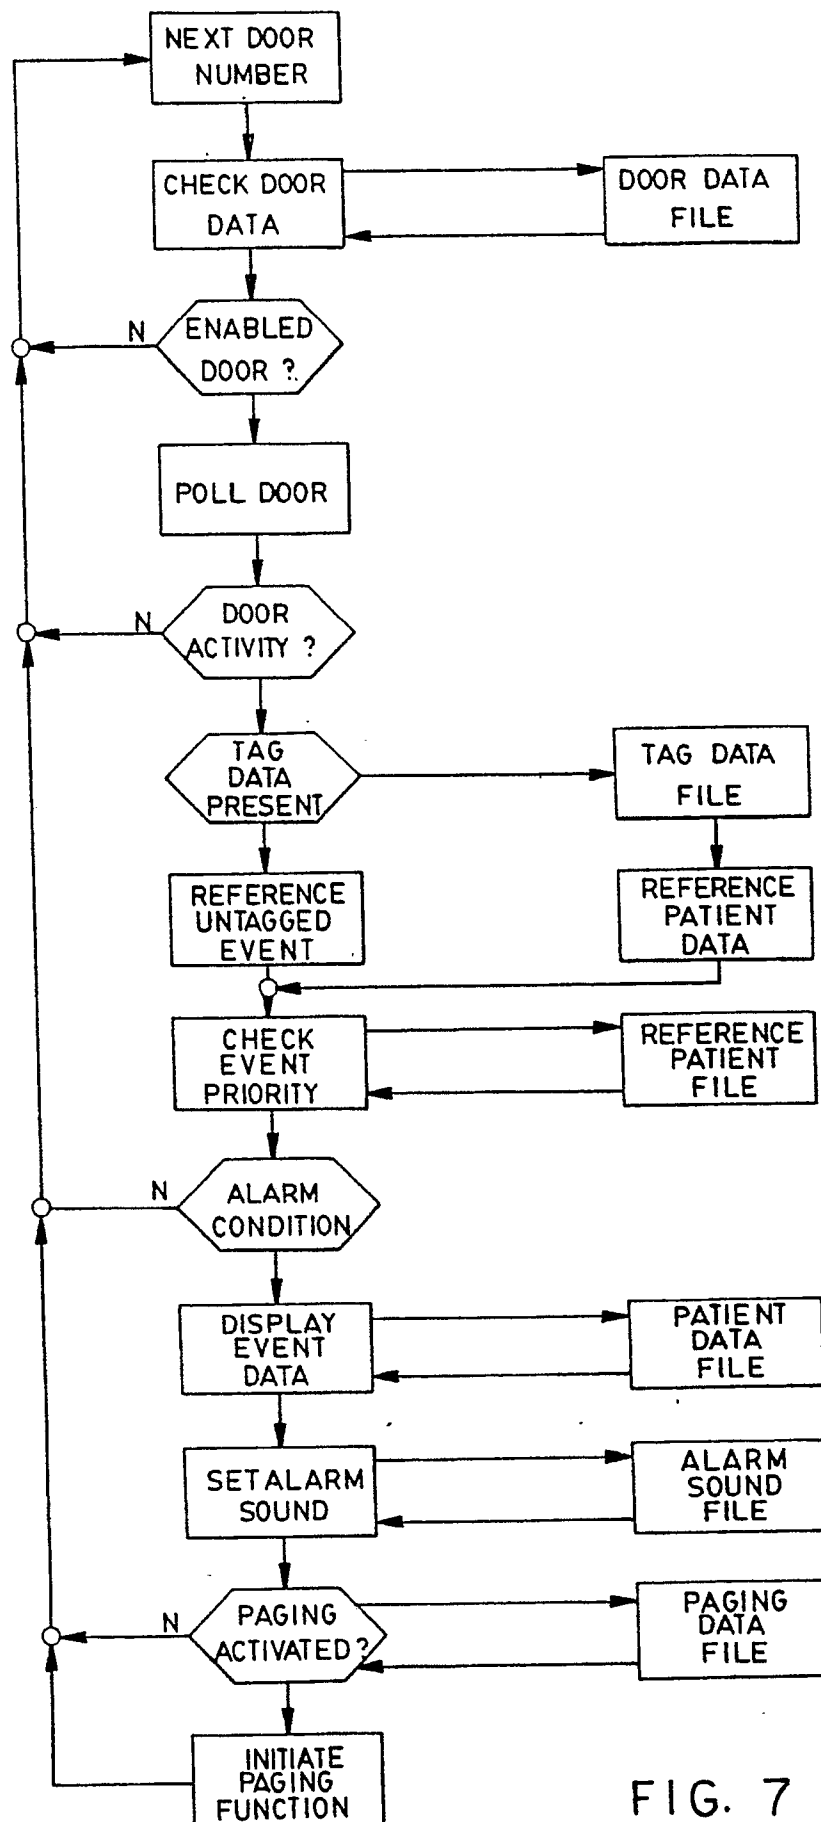 NEXT DOOR
NUMBER
CHECK DOOR
DATA
DOOR DATA
FILE
N
ENABLED
DOOR ?
POLL DOOR
N
DOOR
ACTIVITY ?
TAG
DATA
PRESENT
TAG DATA
FILE
REFERENCE
UNTAGGED
EVENT
REFERENCE
PATIENT
DATA
CHECK
EVENT
PRIORITY
REFERENCE
PATIENT
FILE
N
ALARM
CONDITION
DISPLAY
EVENT
DATA
PATIENT
DATA
FILE
SET ALARM
SOUND
ALARM
SOUND
FILE
N
PAGING
ACTIVATED ?
PAGING
DATA
FILE
INITIATE
PAGING
FUNCTION
FIG. 7